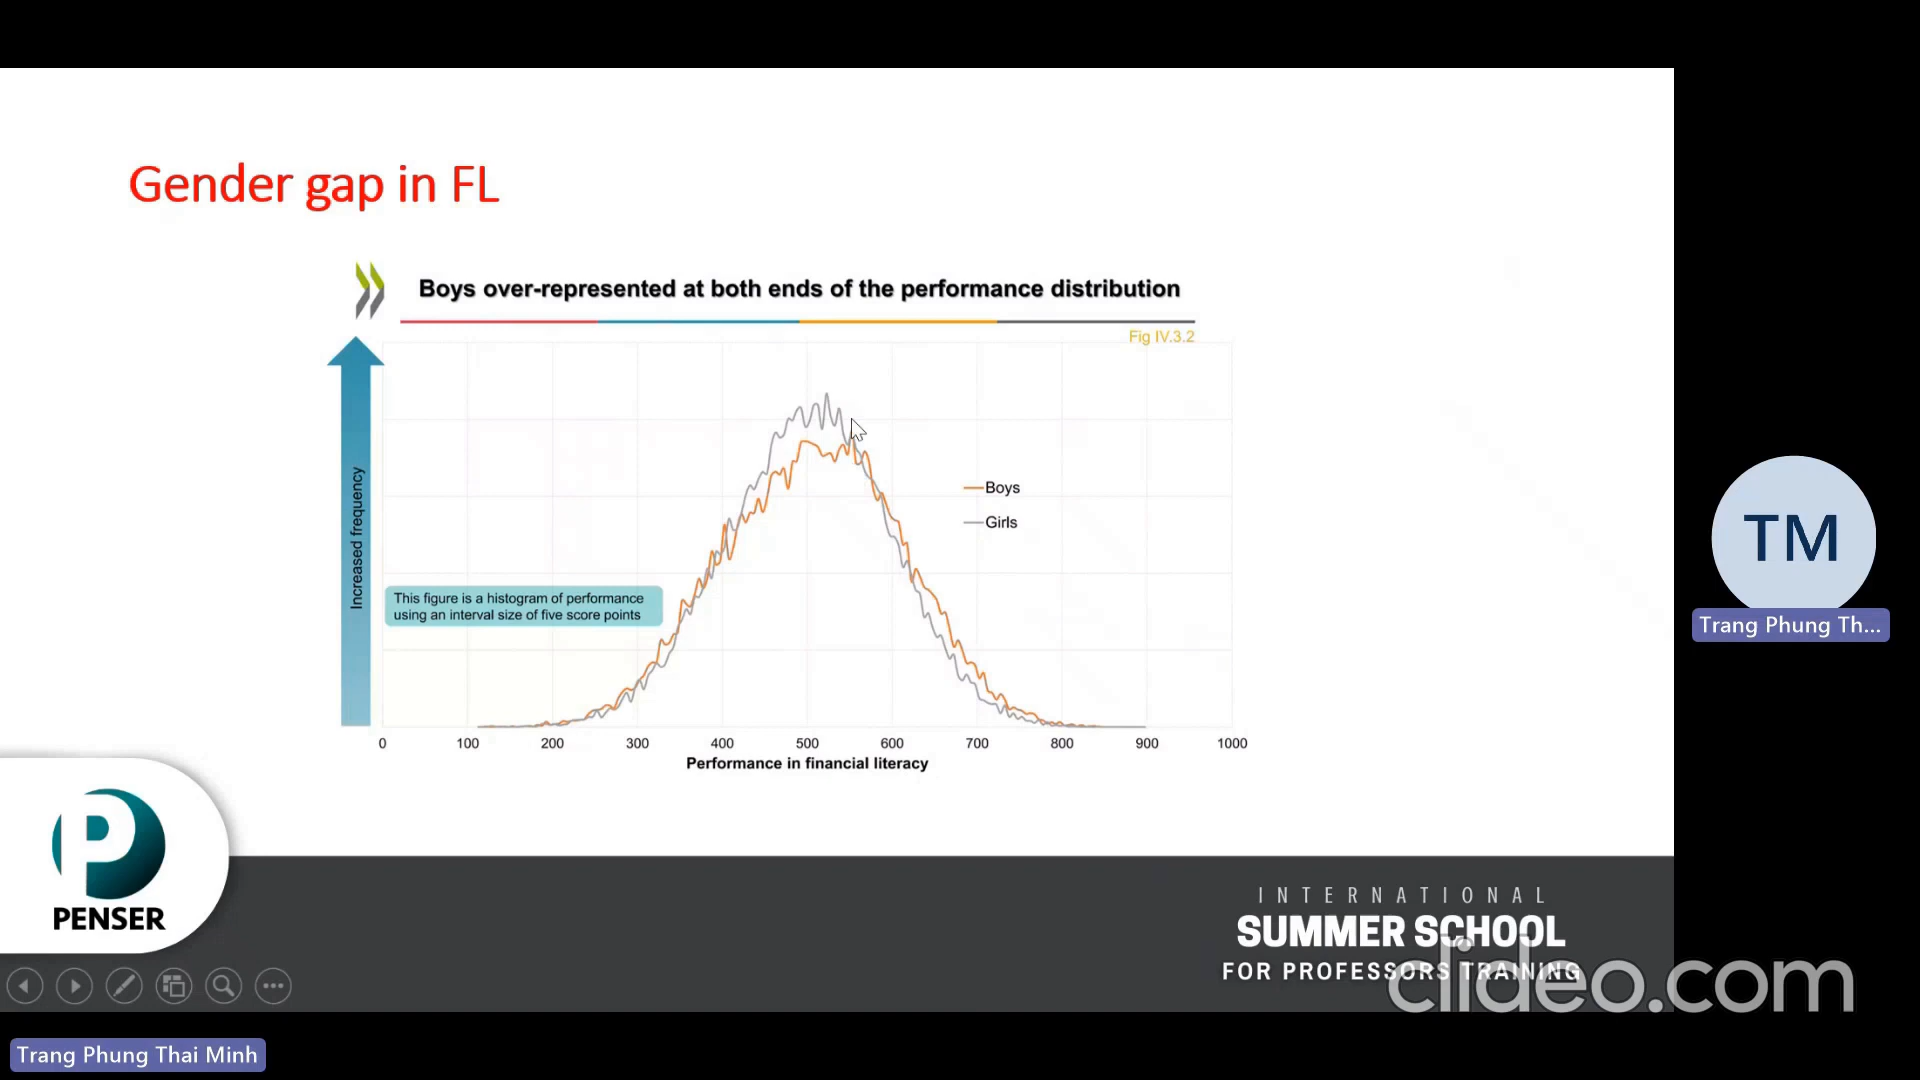 Gender gap in FL
Boys over-represented at both ends of the performance distribution
Fig IV.3.2
Increased frequency
Boys
Girls
This figure is a histogram of performance
using an interval size of five score points
0 100 200 300 400 500 600 700 800 900 1000
Performance in financial literacy
TM
Trang Phung Th...
P
PENSER
INTERNATIONAL
SUMMER SCHOOL
FOR PROFESSORS TRAINING
clideo.com
Trang Phung Thai Minh